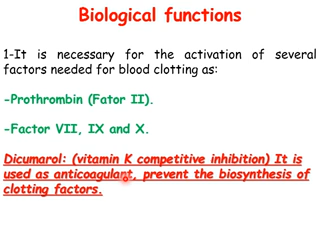 Biological functions
1-It is necessary for the activation of several
factors needed for blood clotting as:
-Prothrombin (Fator II).
-Factor VII, IX and X.
Dicumarol: (vitamin K competitive inhibition) It is
used as anticoagulant, prevent the biosynthesis of
clotting factors.